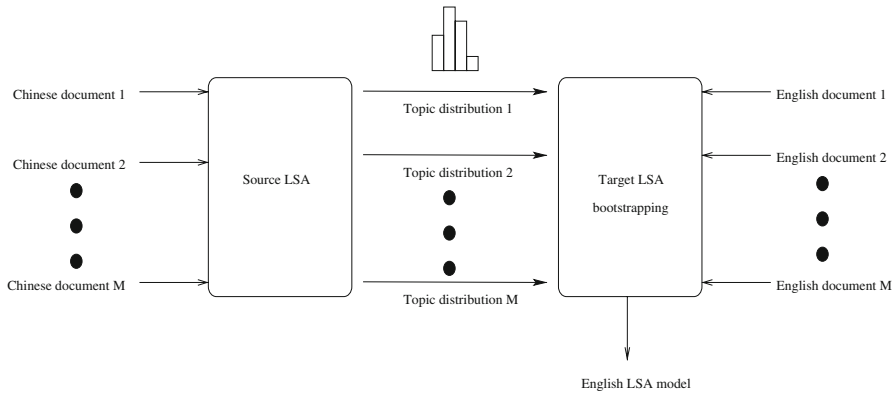 Chinese document 1
Topic distribution 1
English document 1
Chinese document 2
Source LSA
Topic distribution 2
Target LSA
bootstrapping
English document 2
Chinese document M
Topic distribution M
English document M
English LSA model